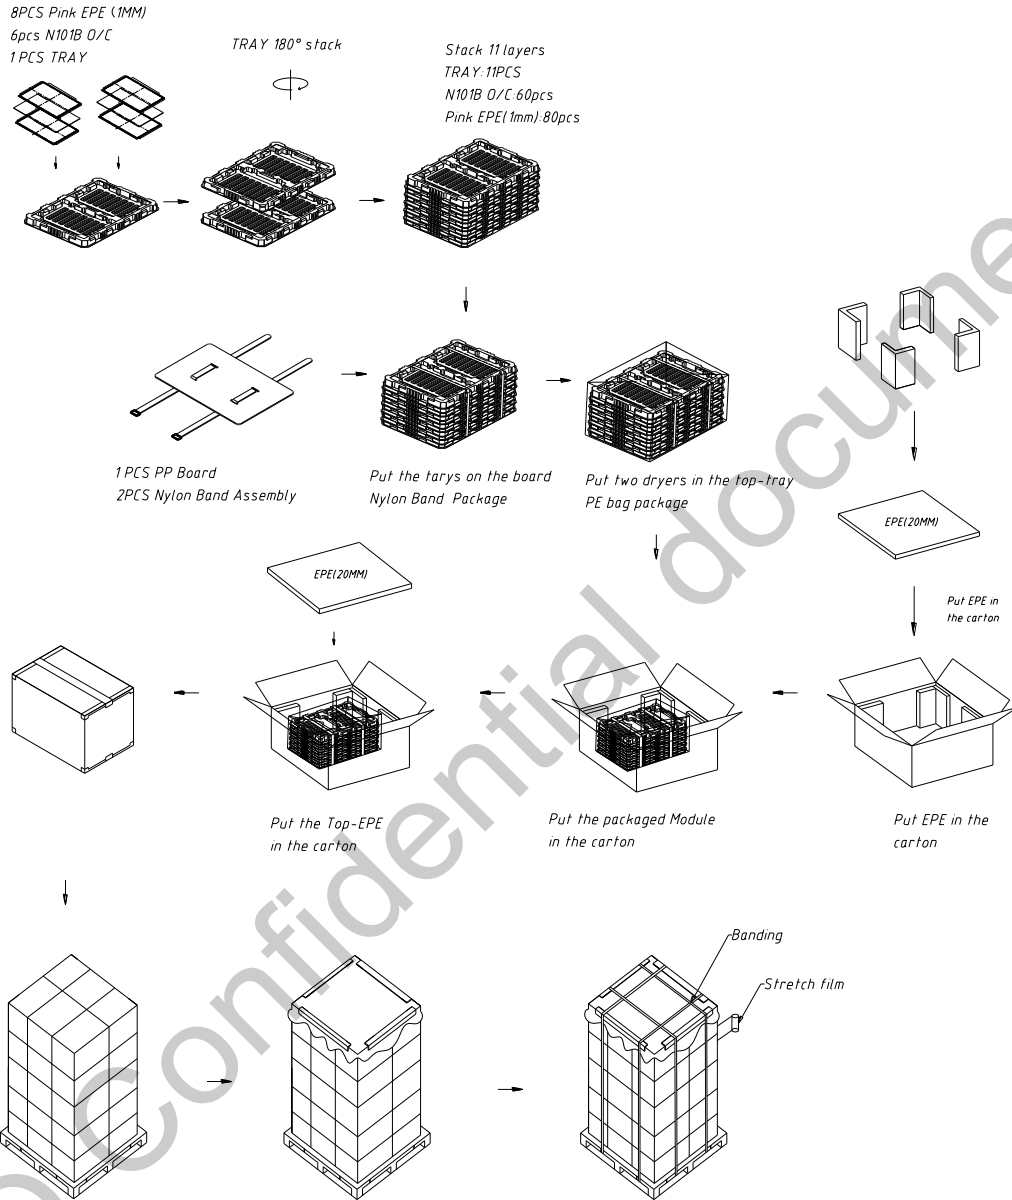 8PCS Pink EPE (1MM)
6pcs N101B O/C
1 PCS TRAY
TRAY 180° stack
Stack 11 layers
TRAY:11PCS
N101B O/C:60pcs
Pink EPE(1mm):80pcs
1 PCS PP Board
2PCS Nylon Band Assembly
Put the tarys on the board
Nylon Band Package
Put two dryers in the top-tray
PE bag package
EPE(20MM)
Put EPE in
the carton
EPE(20MM)
Put the Top-EPE
in the carton
Put the packaged Module
in the carton
Put EPE in the
carton
Banding
Stretch film
Confidential docume